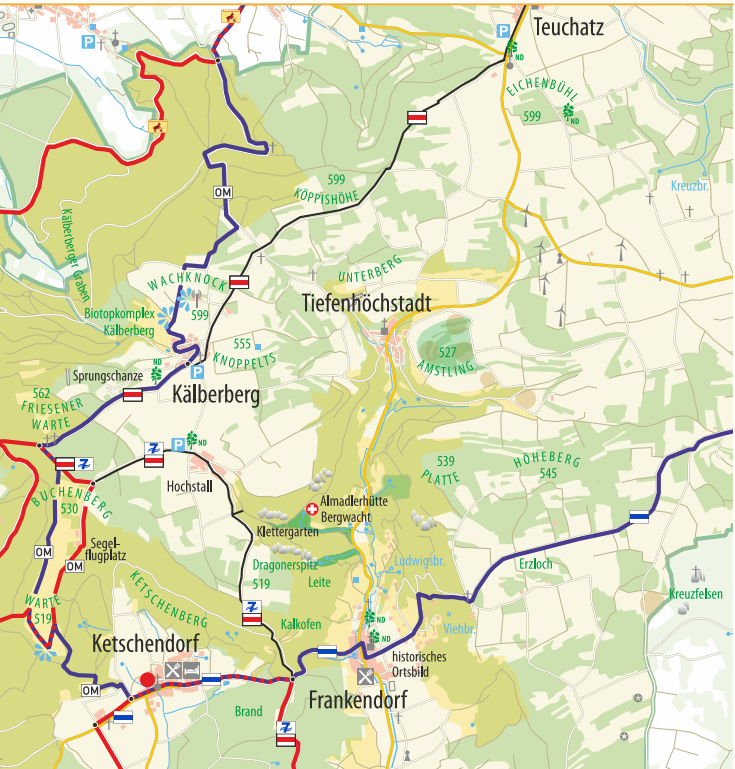 P
Teuchatz
P
ND
EICHENBÜHL
599
ND
Kreuzbr.
599
KÖPPISHÖHE
OM
Kälberberger Graben
WACHKNOCK
599
UNTERBERG
Tiefenhöchstadt
Biotopkomplex
Kälberberg
555
KNOPPELTS
527
AMSTLING
ND
Sprungschanze
P
Kälberberg
562
FRIESENER
WARTE
P
ND
539
PLATTE
HÖHEBERG
545
BUCHENBERG
530
Hochstall
Almadlerhütte
Bergwacht
Klettergarten
OM
Segel-
flugplatz
OM
Dragonerspitz
519
Leite
Ludwigsbr.
Erzloch
Kreuzfelsen
WARTE
519
KETSCHENBERG
Kalkofen
ND
ND
Viehbr.
Ketschendorf
historisches
Ortsbild
OM
Frankendorf
Brand